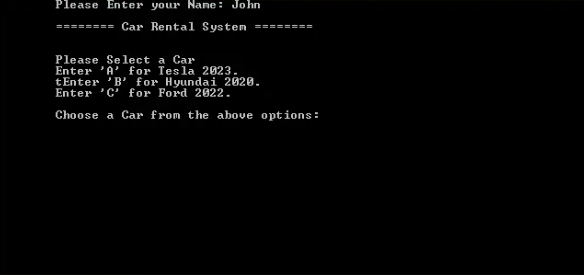 Please Enter your Name: John
======== Car Rental System ========
Please Select a Car
Enter 'A' for Tesla 2023.
tEnter 'B' for Hyundai 2020.
Enter 'C' for Ford 2022.
Choose a Car from the above options: